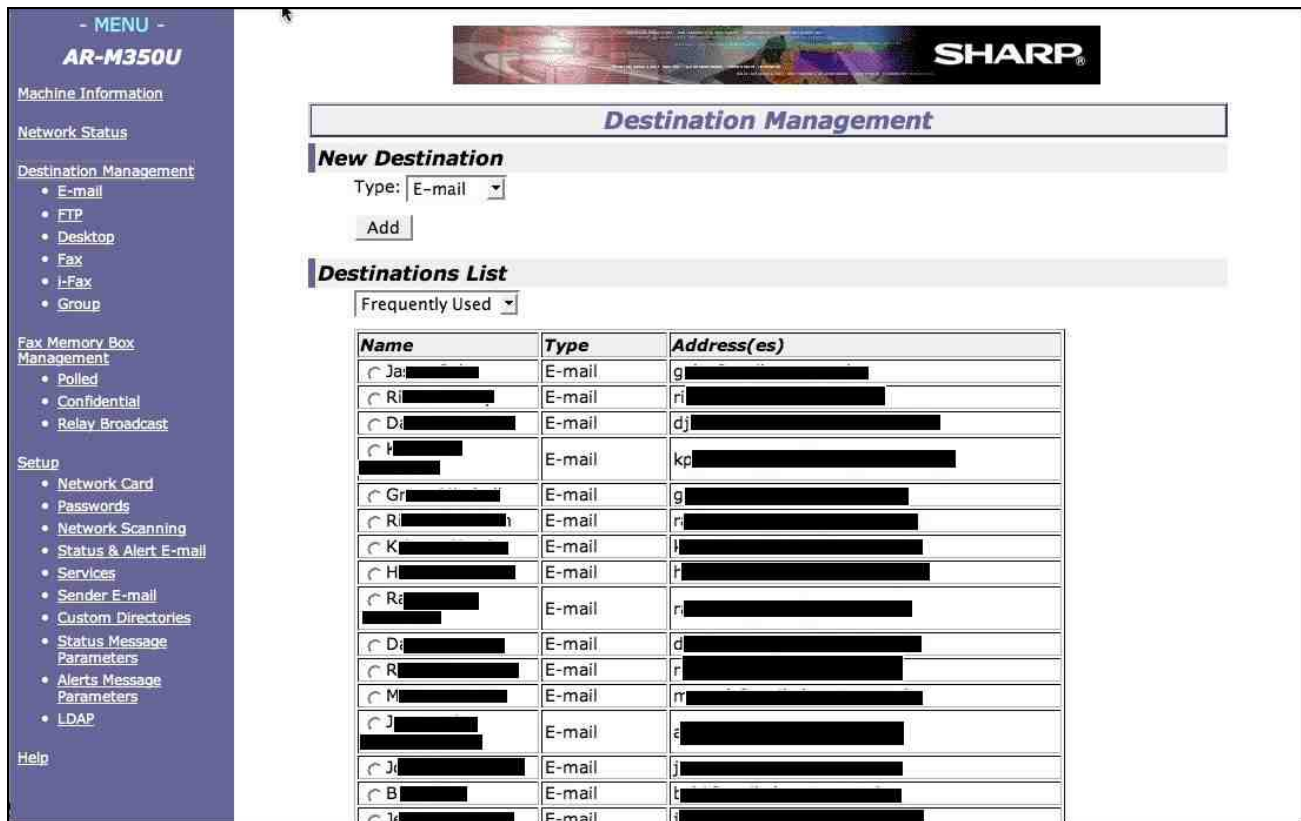 - MENU -
AR-M350U
Machine Information
Network Status
Destination Management
• E-mail
• FTP
• Desktop
• Fax
• i-Fax
• Group
Fax Memory Box
Management
• Polled
• Confidential
• Relay Broadcast
Setup
• Network Card
• Passwords
• Network Scanning
• Status & Alert E-mail
• Services
• Sender E-mail
• Custom Directories
• Status Message
Parameters
• Alerts Message
Parameters
• LDAP
Help
SHARP®
Destination Management
New Destination
Type: E-mail
Add
Destinations List
Frequently Used
Name Type Address(es)
E-mail
E-mail
E-mail dj
E-mail kp
E-mail
E-mail
E-mail
E-mail
E-mail
E-mail
E-mail
E-mail
E-mail
E-mail
E-mail
E-mail